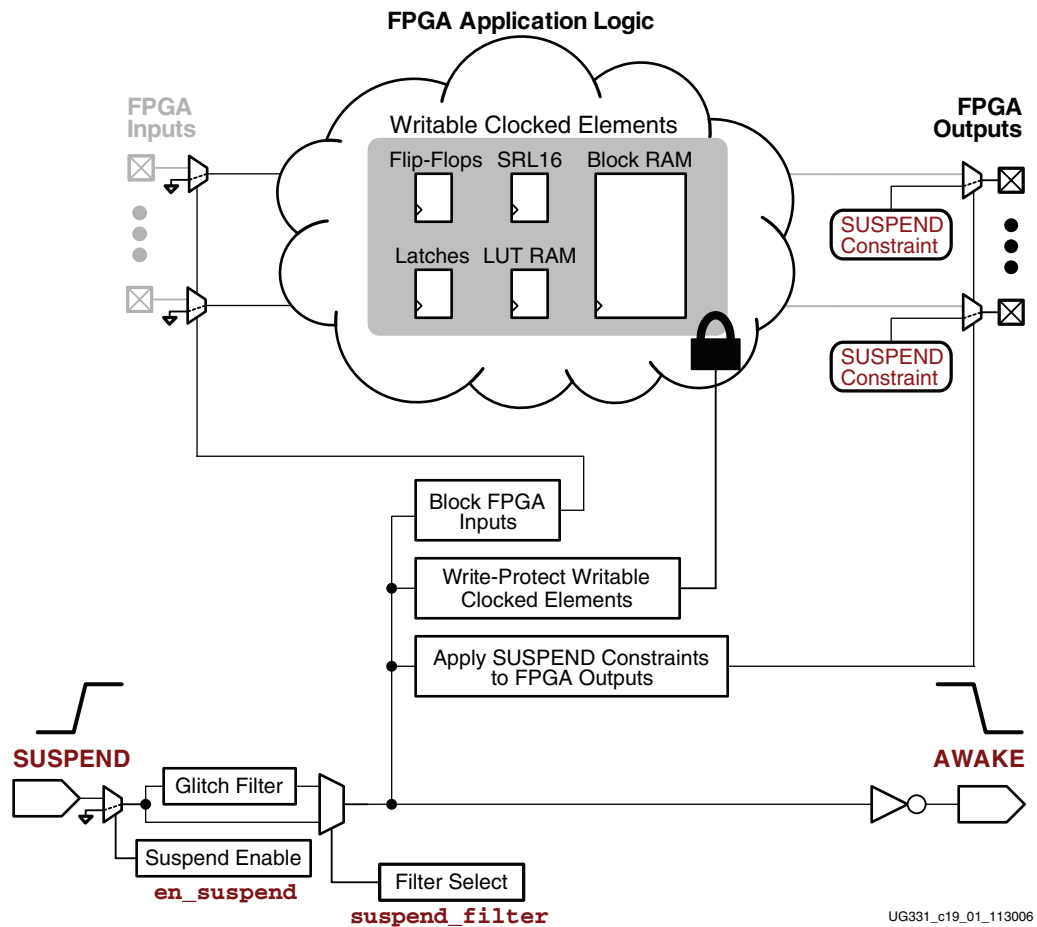 FPGA Application Logic
FPGA
Inputs
FPGA
Outputs
Writable Clocked Elements
Flip-Flops
SRL16
Block RAM
Latches
LUT RAM
SUSPEND
Constraint
SUSPEND
Constraint
Block FPGA
Inputs
Write-Protect Writable
Clocked Elements
Apply SUSPEND Constraints
to FPGA Outputs
SUSPEND
AWAKE
Glitch Filter
Suspend Enable
en_suspend
Filter Select
suspend_filter
UG331_c19_01_113006